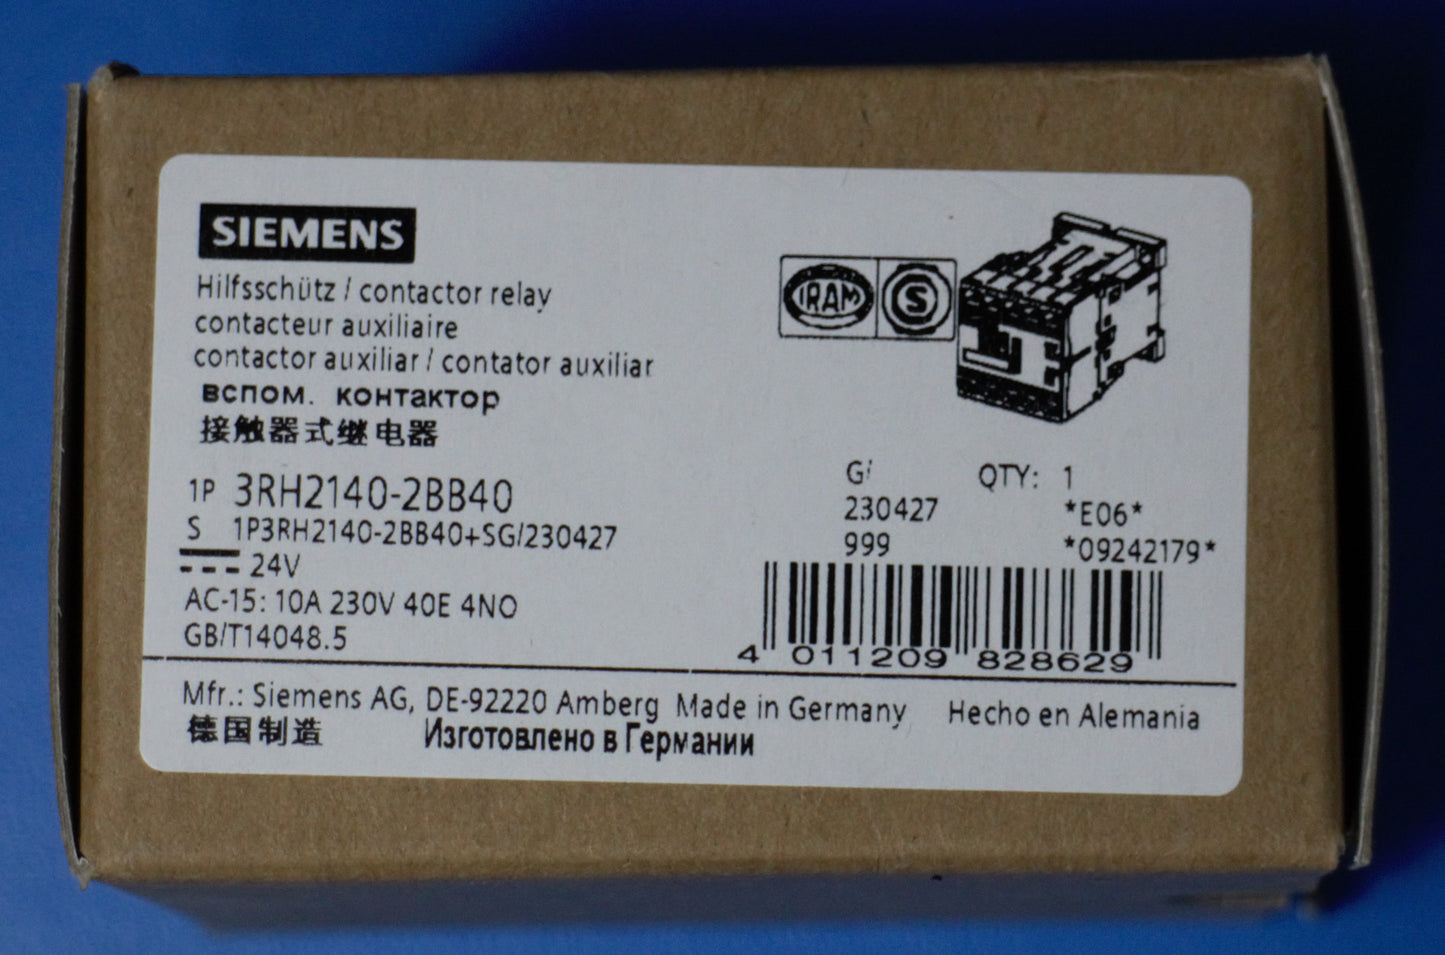 SIEMENS
Hilfsschütz / contactor relay
contacteur auxiliaire
contactor auxiliar / contator auxiliar
вспом. контактор
接触器式继电器
IRAM S
1P 3RH2140-2BB40
S 1P3RH2140-2BB40+SG/230427
24V
AC-15: 10A 230V 40E 4NO
GB/T14048.5
G/ QTY: 1
230427 *E06*
999 *09242179*
4 011209 828629
Mfr.: Siemens AG, DE-92220 Amberg Made in Germany Hecho en Alemania
德国制造 Изготовлено в Германии